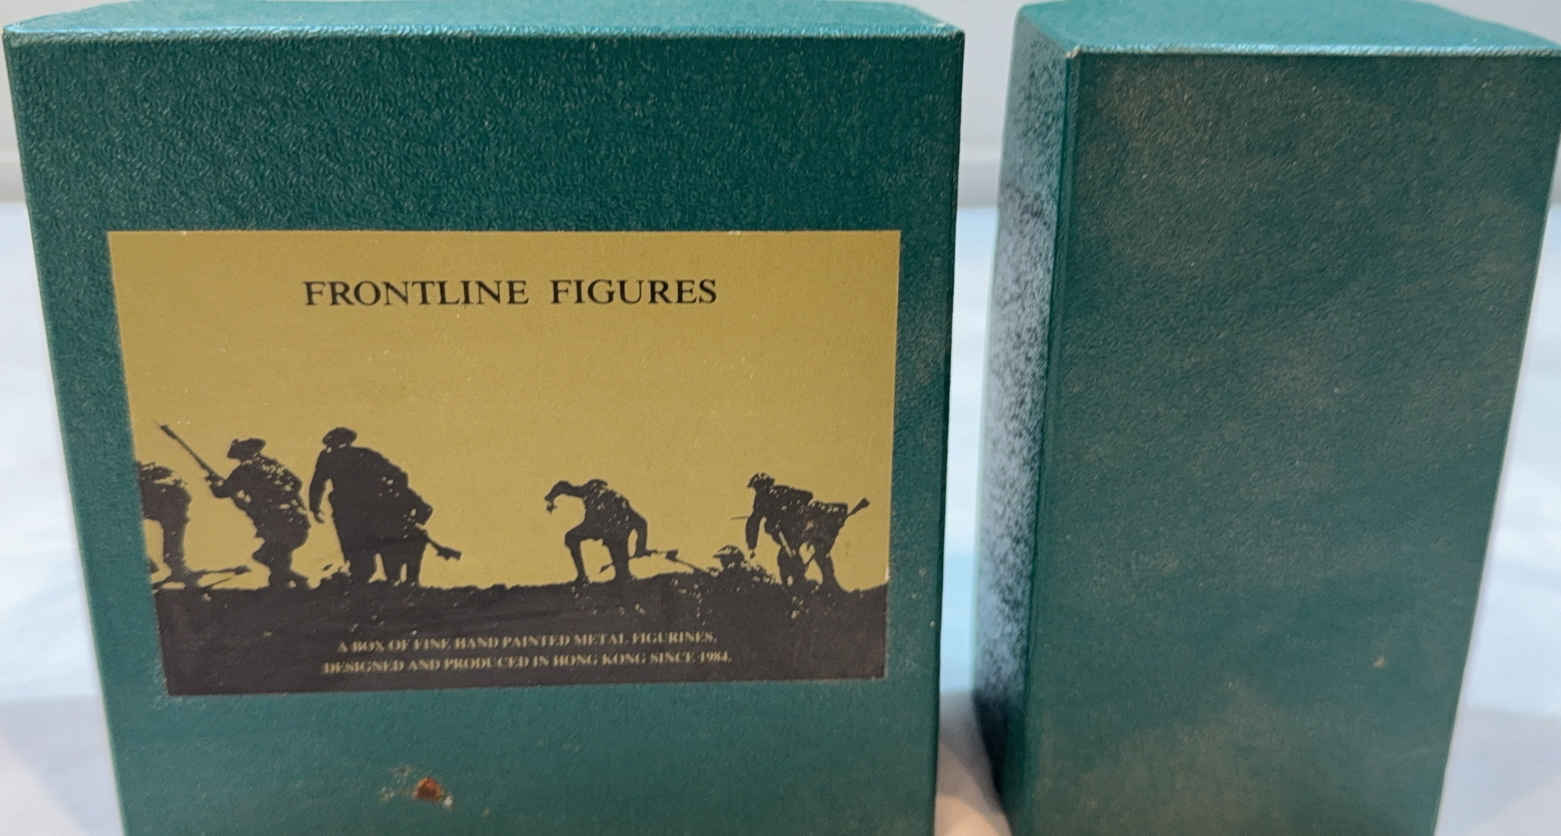 FRONTLINE FIGURES
A BOX OF FINE HAND PAINTED METAL FIGURINES.
DESIGNED AND PRODUCED IN HONG KONG SINCE 1984.